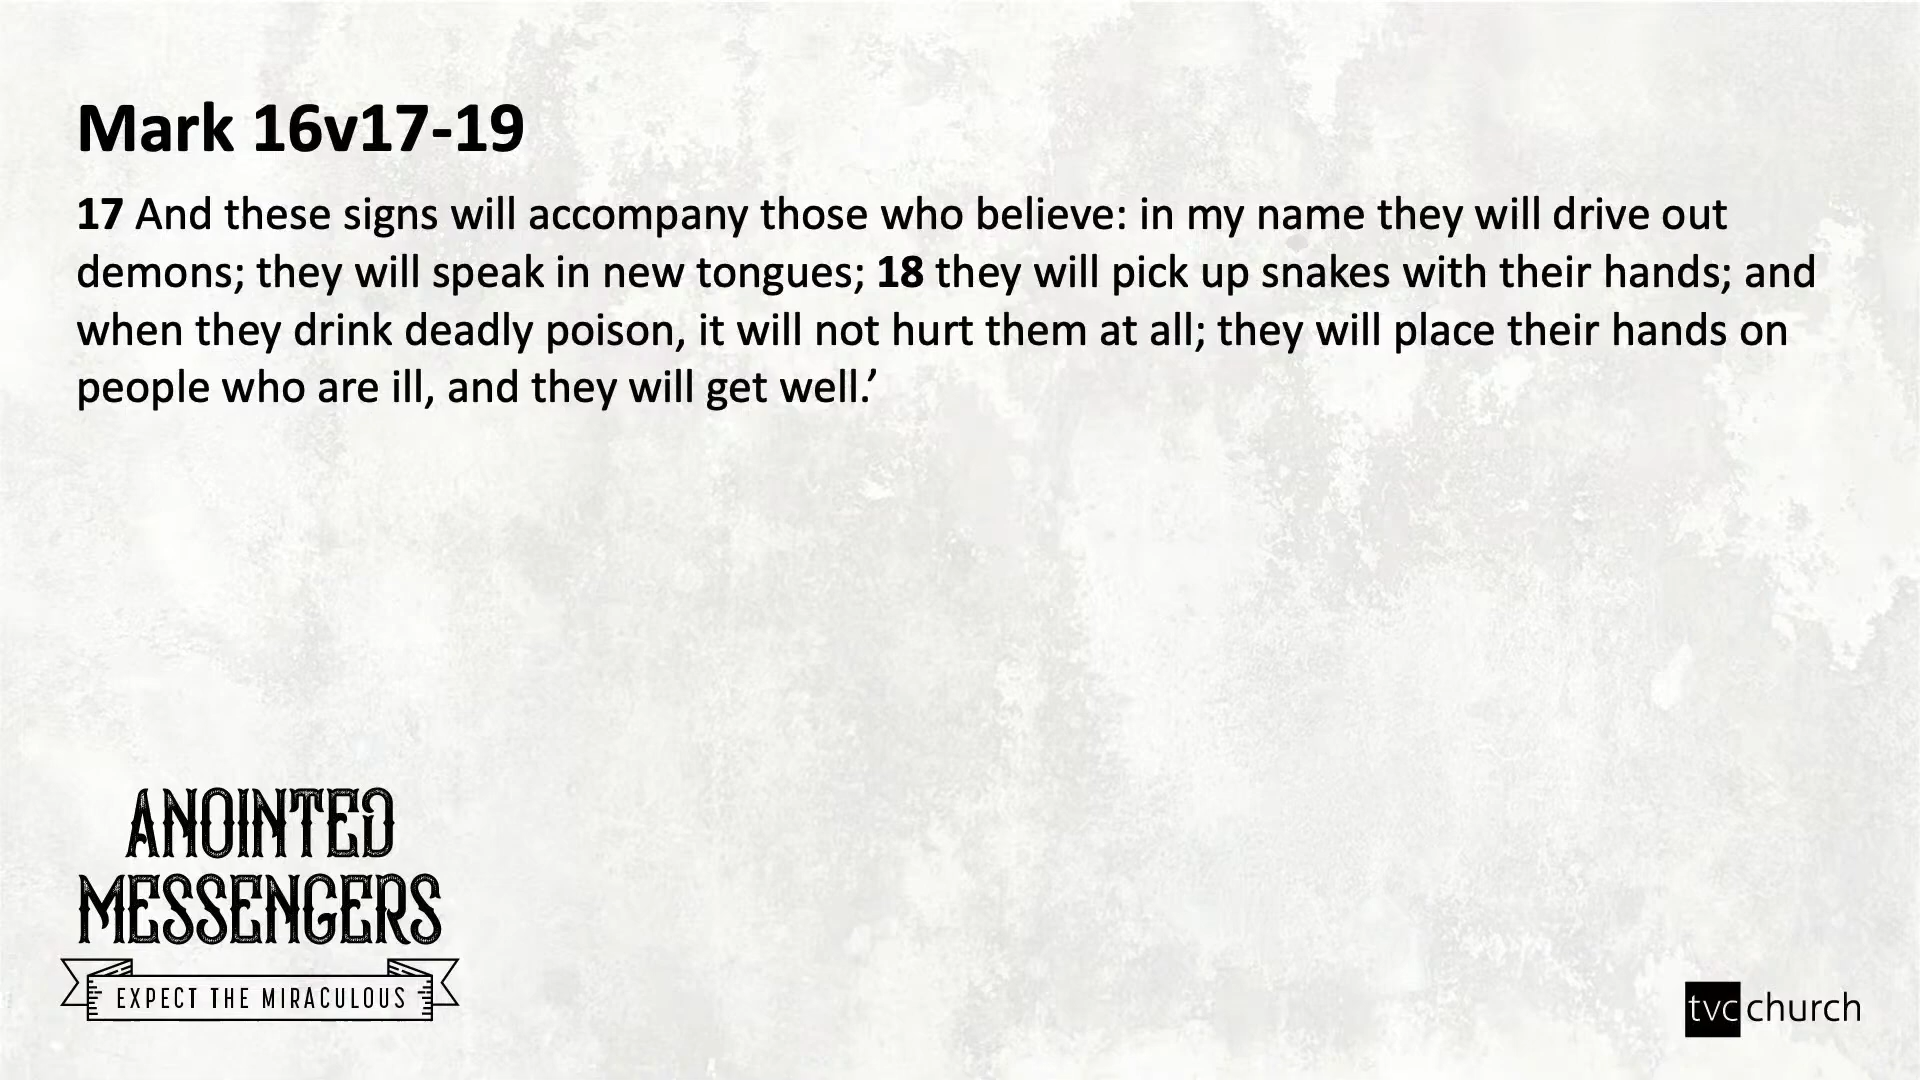 Mark 16v17-19
17 And these signs will accompany those who believe: in my name they will drive out
demons; they will speak in new tongues; 18 they will pick up snakes with their hands; and
when they drink deadly poison, it will not hurt them at all; they will place their hands on
people who are ill, and they will get well.’
ANOINTED
MESSENGERS
EXPECT THE MIRACULOUS
tvc church